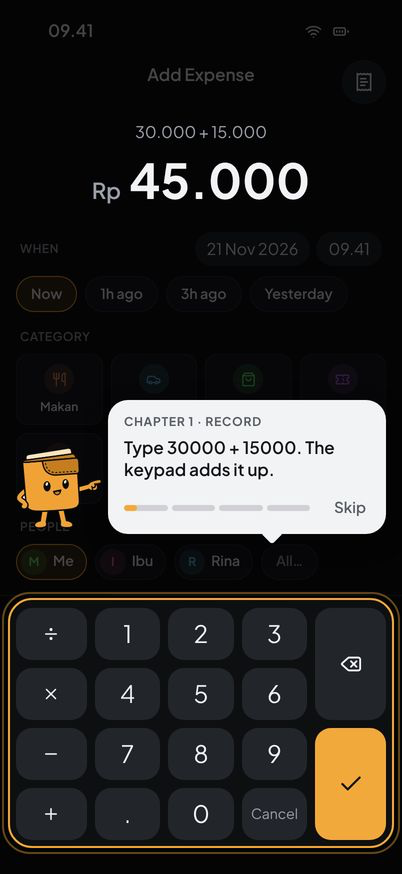 09.41
Add Expense
30.000 + 15.000
Rp 45.000
WHEN
21 Nov 2026
09.41
Now
1h ago
3h ago
Yesterday
CATEGORY
Makan
CHAPTER 1 · RECORD
Type 30000 + 15000. The
keypad adds it up.
Skip
PEOPLE
M Me
I Ibu
R Rina
All...
÷ 1 2 3
× 4 5 6
− 7 8 9
+ . 0 Cancel